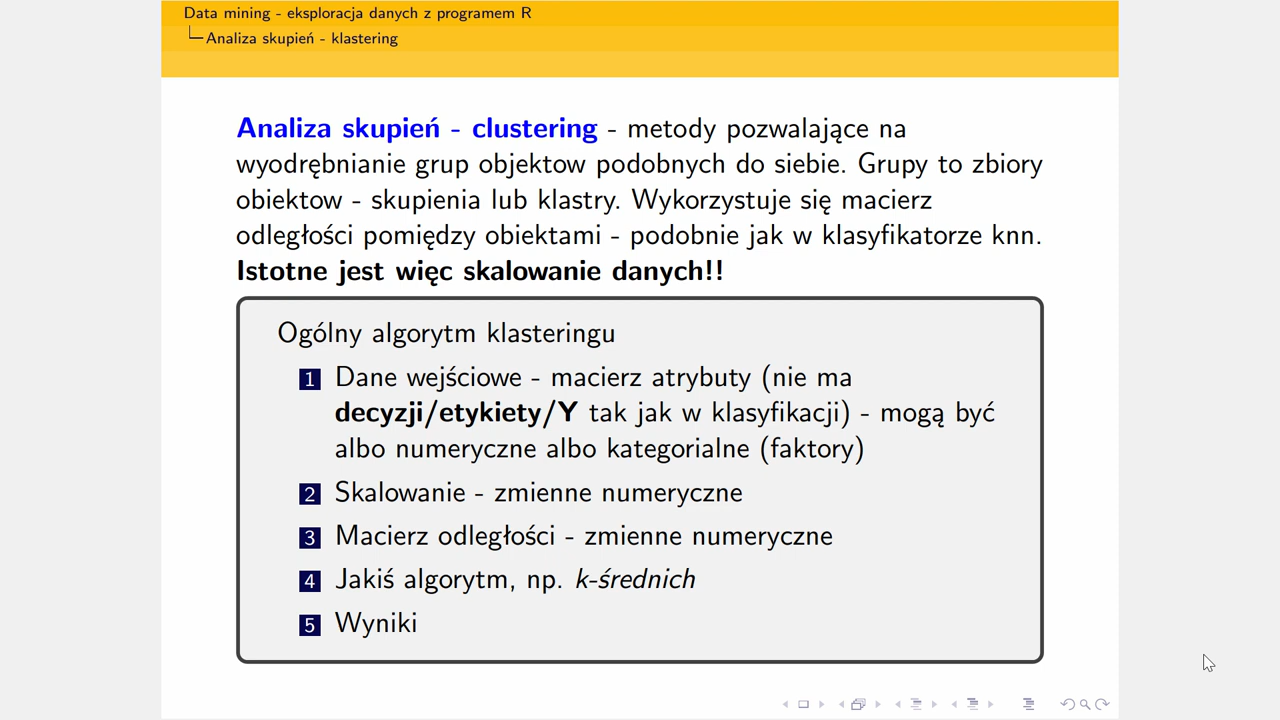 Data mining - eksploracja danych z programem R
Analiza skupień - klastering
Analiza skupień - clustering - metody pozwalające na
wyodrębnianie grup objektow podobnych do siebie. Grupy to zbiory
obiektow - skupienia lub klastry. Wykorzystuje się macierz
odległości pomiędzy obiektami - podobnie jak w klasyfikatorze knn.
Istotne jest więc skalowanie danych!!
Ogólny algorytm klasteringu
1 Dane wejściowe - macierz atrybuty (nie ma
decyzji/etykiety/Y tak jak w klasyfikacji) - mogą być
albo numeryczne albo kategorialne (faktory)
2 Skalowanie - zmienne numeryczne
3 Macierz odległości - zmienne numeryczne
4 Jakiś algorytm, np. k-średnich
5 Wyniki